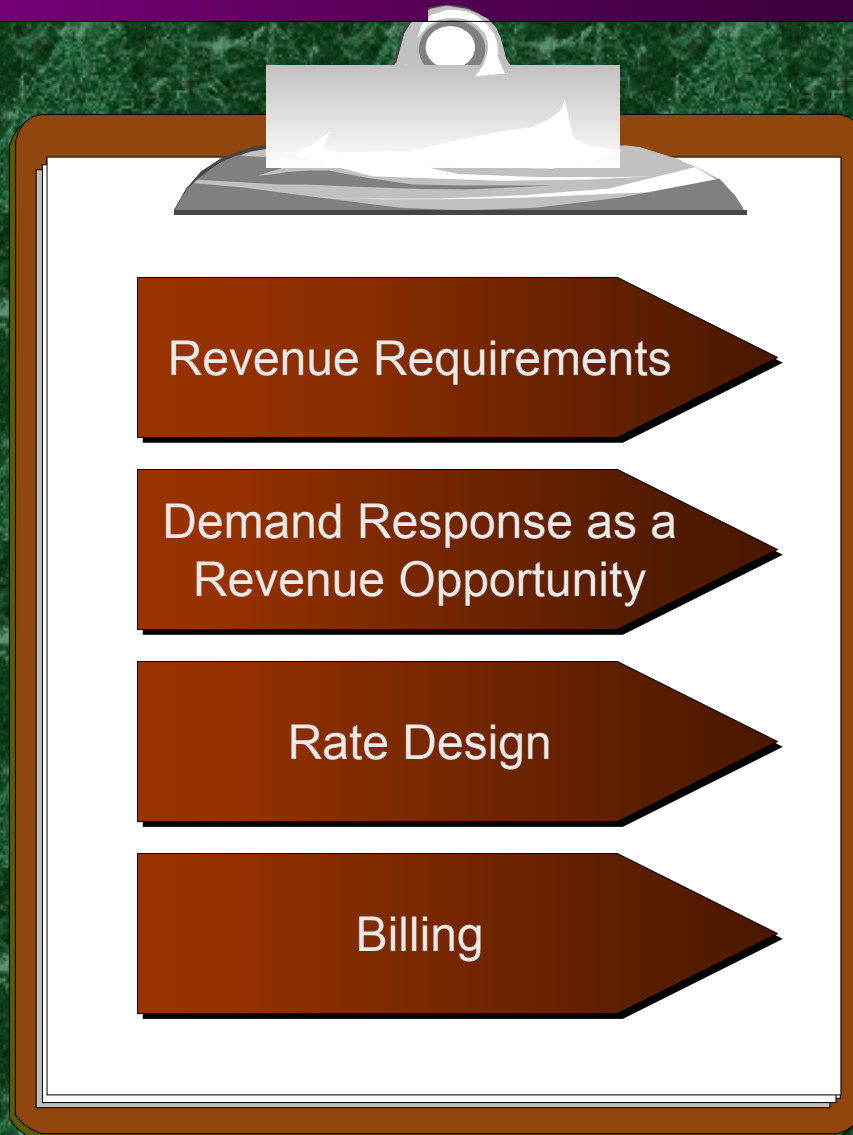 Revenue Requirements
Demand Response as a
Revenue Opportunity
Rate Design
Billing